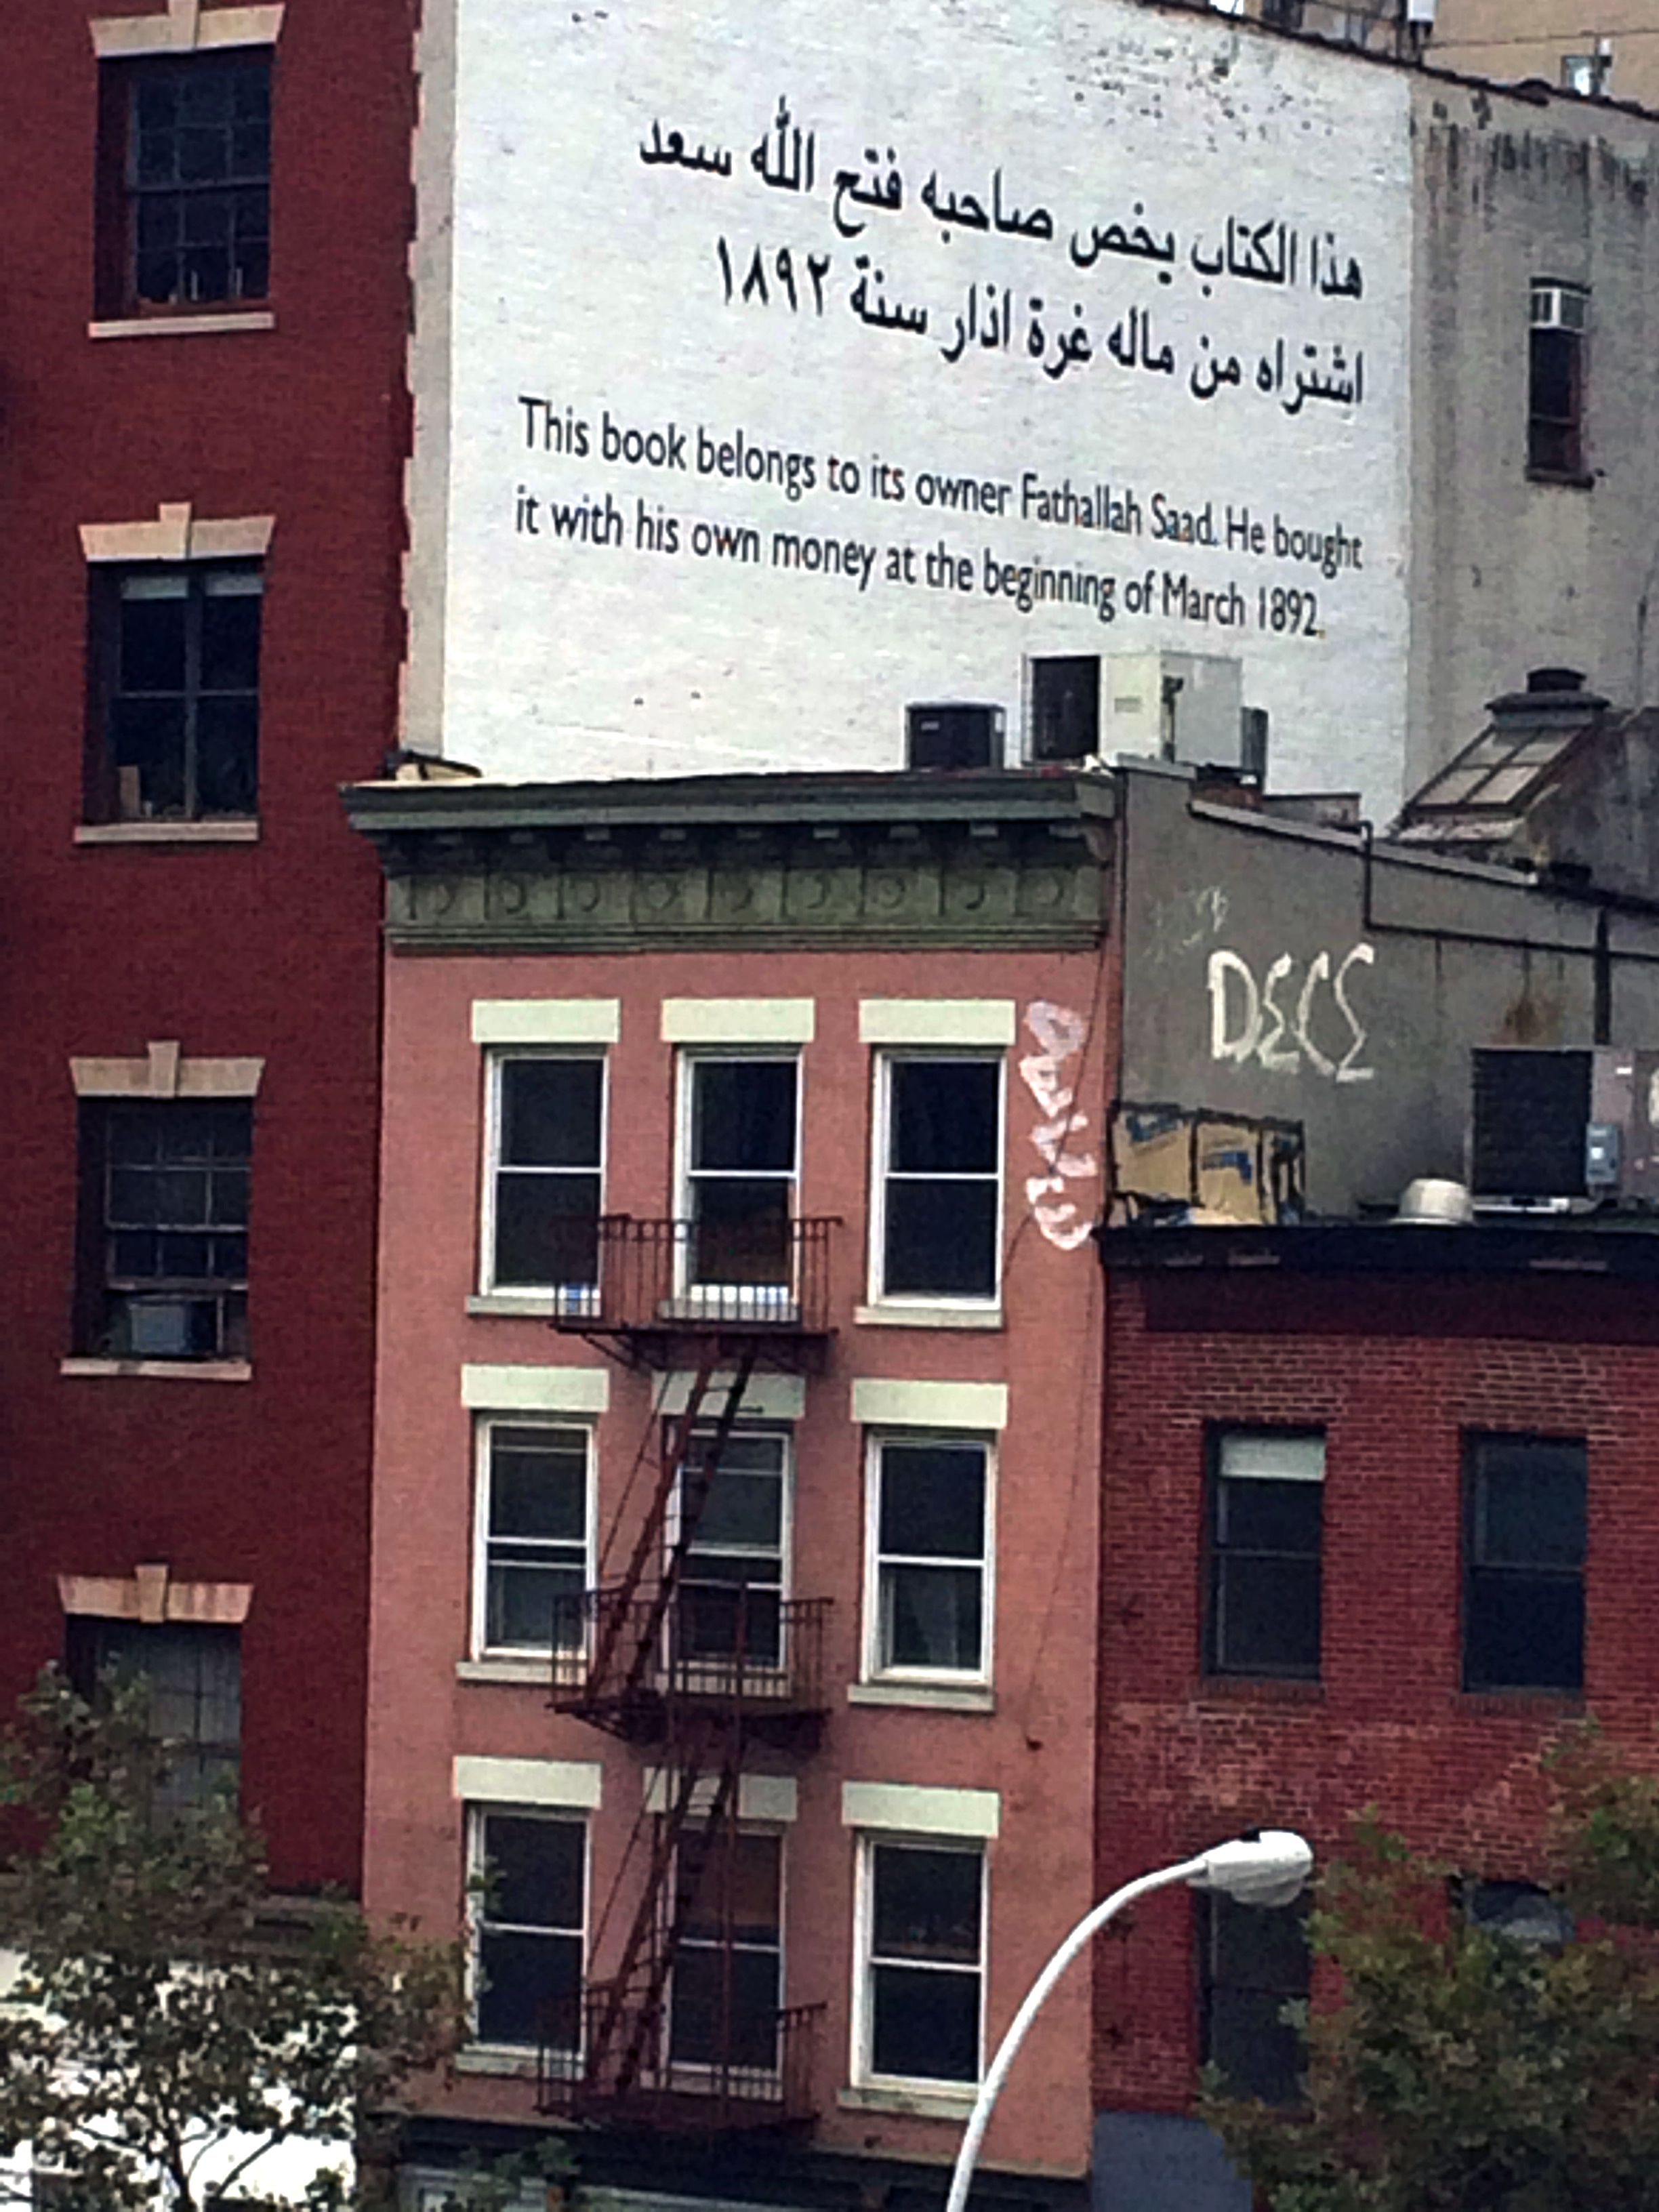 هذا الكتاب يخص صاحبه فتح الله سعد
اشتراه من ماله غرة اذار سنة ١٨٩٢
This book belongs to its owner Fathallah Saad. He bought
it with his own money at the beginning of March 1892.
DECE